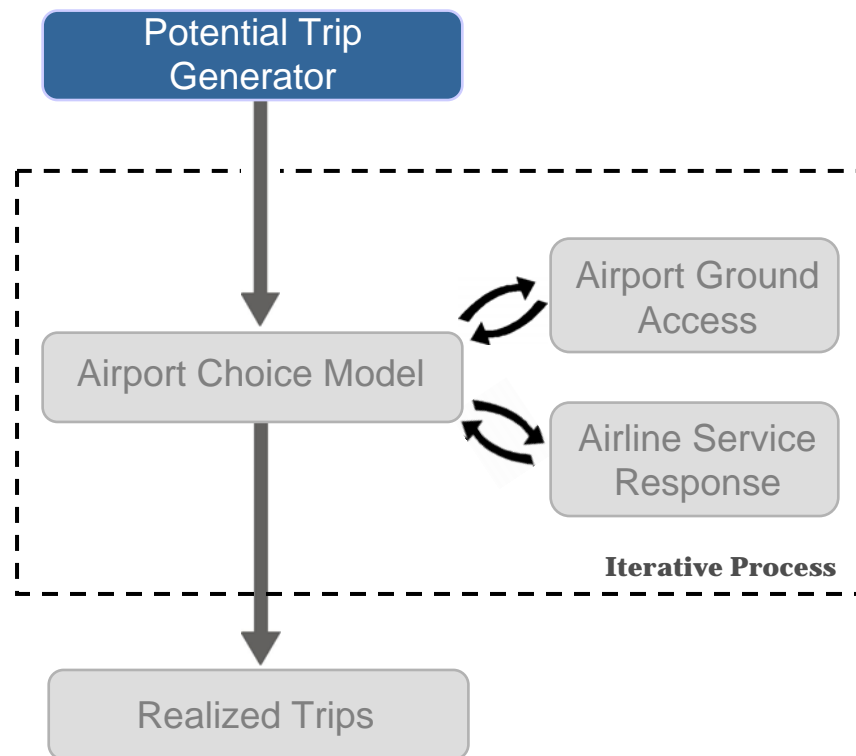 Potential Trip
Generator
Airport Ground
Access
Airport Choice Model
Airline Service
Response
Iterative Process
Realized Trips